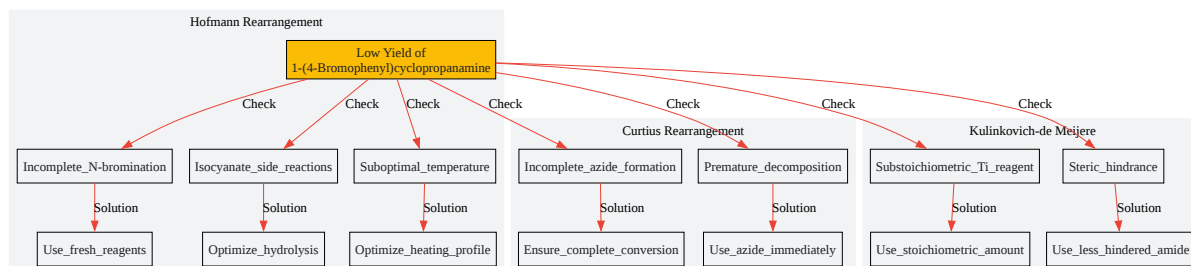 Hofmann Rearrangement
Low Yield of
1-(4-Bromophenyl)cyclopropanamine
Check
Check
Check
Check
Check
Check
Check
Curtius Rearrangement
Kulinkovich-de Meijere
Incomplete_N-bromination
Isocyanate_side_reactions
Suboptimal_temperature
Incomplete_azide_formation
Premature_decomposition
Substoichiometric_Ti_reagent
Steric_hindrance
Solution
Solution
Solution
Solution
Solution
Solution
Solution
Use_fresh_reagents
Optimize_hydrolysis
Optimize_heating_profile
Ensure_complete_conversion
Use_azide_immediately
Use_stoichiometric_amount
Use_less_hindered_amide